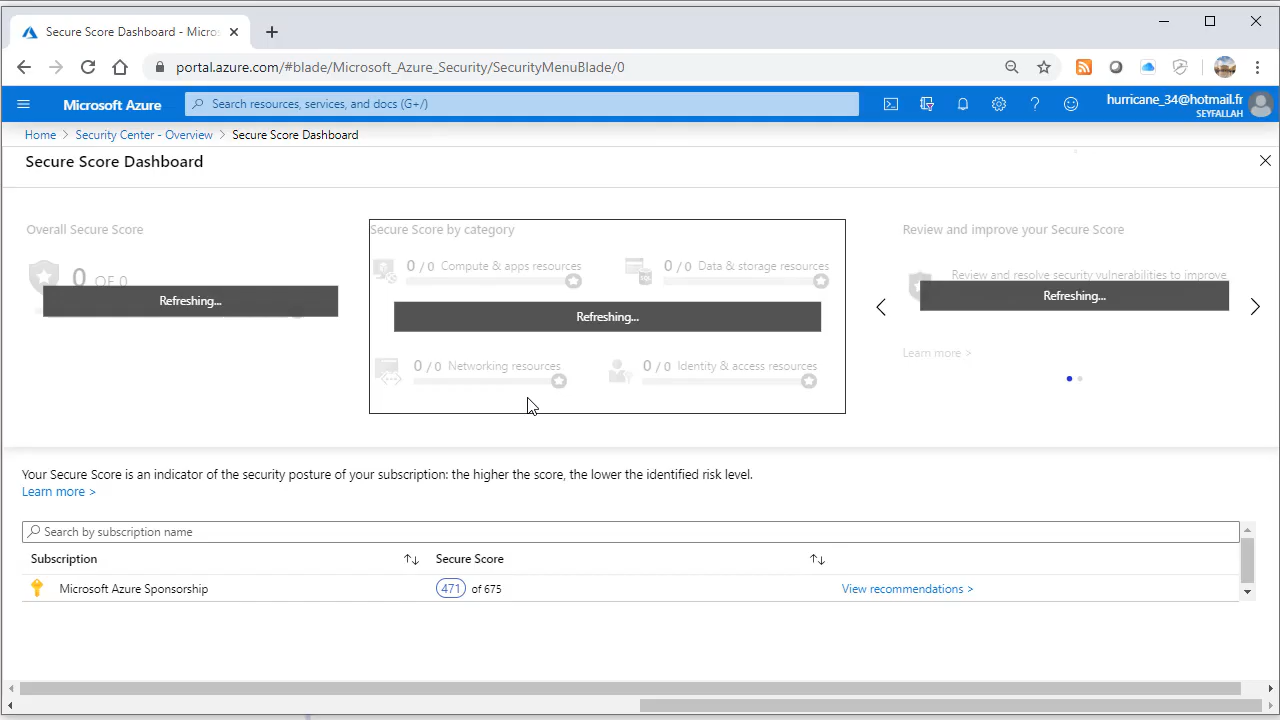 Secure Score Dashboard - Micros
portal.azure.com/#blade/Microsoft_Azure_Security/SecurityMenuBlade/0
Microsoft Azure
Search resources, services, and docs (G+/)
hurricane_34@hotmail.fr
SEYFALLAH
Home > Security Center - Overview > Secure Score Dashboard
Secure Score Dashboard
Overall Secure Score
0 OF 0
Refreshing...
Secure Score by category
0 / 0 Compute & apps resources
0 / 0 Data & storage resources
Refreshing...
0 / 0 Networking resources
0 / 0 Identity & access resources
Review and improve your Secure Score
Review and resolve security vulnerabilities to improve
Refreshing...
Learn more >
Your Secure Score is an indicator of the security posture of your subscription: the higher the score, the lower the identified risk level.
Learn more >
Search by subscription name
Subscription Secure Score
Microsoft Azure Sponsorship 471 of 675 View recommendations >